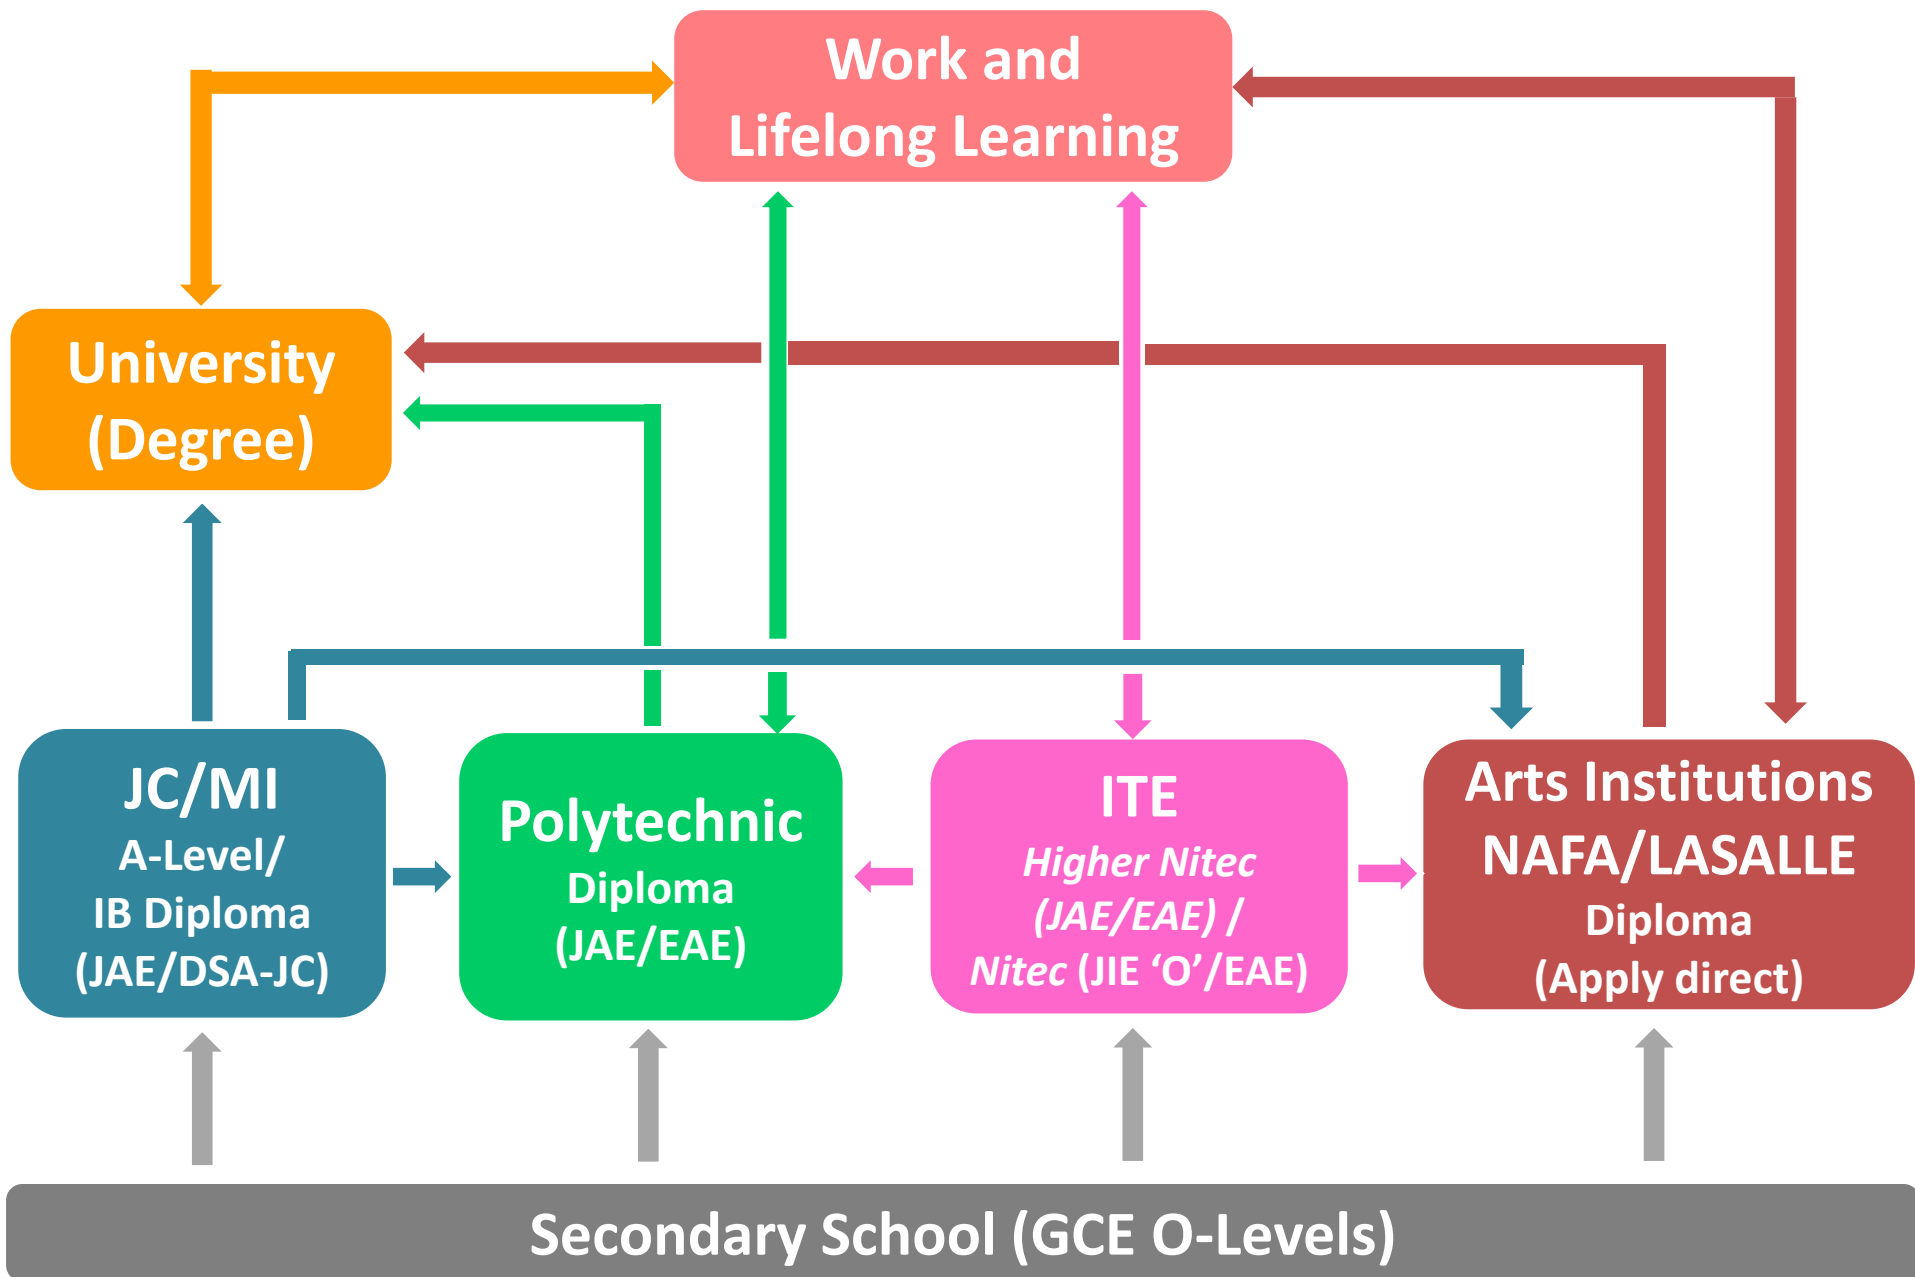 Work and
Lifelong Learning
University
(Degree)
JC/MI
A-Level/
IB Diploma
(JAE/DSA-JC)
Polytechnic
Diploma
(JAE/EAE)
ITE
Higher Nitec
(JAE/EAE) /
Nitec (JIE ‘O’/EAE)
Arts Institutions
NAFA/LASALLE
Diploma
(Apply direct)
Secondary School (GCE O-Levels)